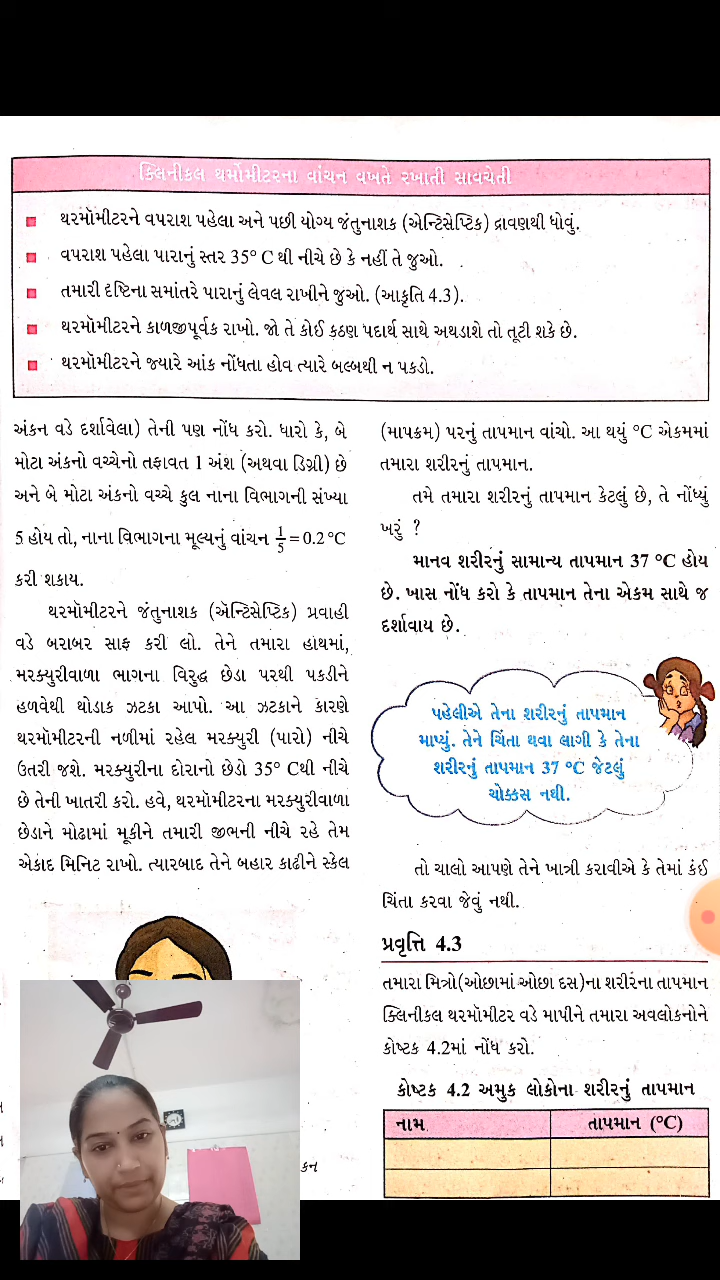 ક્લિનીકલ થર્મોમીટરના વાંચન વખતે રખાતી સાવચેતી
થરમૉમીટરને વપરાશ પહેલા અને પછી યોગ્ય જંતુનાશક (એન્ટિસેપ્ટિક) દ્રાવણથી ધોવું.
વપરાશ પહેલા પારાનું સ્તર 35° C થી નીચે છે કે નહીં તે જુઓ.
તમારી દૃષ્ટિના સમાંતરે પારાનું લેવલ રાખીને જુઓ. (આકૃતિ 4.3).
થરમૉમીટરને કાળજીપૂર્વક રાખો. જો તે કોઈ કઠણ પદાર્થ સાથે અથડાશે તો તૂટી શકે છે.
થરમૉમીટરને જ્યારે આંક નોંધતા હોવ ત્યારે બલ્બથી ન પકડો.
અંકન વડે દર્શાવેલા) તેની પણ નોંધ કરો. ધારો કે, બે
મોટા અંકનો વચ્ચેનો તફાવત 1 અંશ (અથવા ડિગ્રી) છે
અને બે મોટા અંકનો વચ્ચે કુલ નાના વિભાગની સંખ્યા
5 હોય તો, નાના વિભાગના મૂલ્યનું વાંચન 1/5 = 0.2 °C
કરી શકાય.
થરમૉમીટરને જંતુનાશક (ઍન્ટિસેપ્ટિક) પ્રવાહી
વડે બરાબર સાફ કરી લો. તેને તમારા હાથમાં,
મરક્યુરીવાળા ભાગના વિરુદ્ધ છેડા પરથી પકડીને
હળવેથી થોડાક ઝટકા આપો. આ ઝટકાને કારણે
થરમૉમીટરની નળીમાં રહેલ મરક્યુરી (પારો) નીચે
ઉતરી જશે. મરક્યુરીના દોરાનો છેડો 35° Cથી નીચે
છે તેની ખાતરી કરો. હવે, થરમૉમીટરના મરક્યુરીવાળા
છેડાને મોઢામાં મૂકીને તમારી જીભની નીચે રહે તેમ
એકાદ મિનિટ રાખો. ત્યારબાદ તેને બહાર કાઢીને સ્કેલ
(માપક્રમ) પરનું તાપમાન વાંચો. આ થયું °C એકમમાં
તમારા શરીરનું તાપમાન.
તમે તમારા શરીરનું તાપમાન કેટલું છે, તે નોંધ્યું
ખરું ?
માનવ શરીરનું સામાન્ય તાપમાન 37 °C હોય
છે. ખાસ નોંધ કરો કે તાપમાન તેના એકમ સાથે જ
દર્શાવાય છે.
પહેલીએ તેના શરીરનું તાપમાન
માપ્યું. તેને ચિંતા થવા લાગી કે તેના
શરીરનું તાપમાન 37 °C જેટલું
ચોક્કસ નથી.
તો ચાલો આપણે તેને ખાત્રી કરાવીએ કે તેમાં કંઈ
ચિંતા કરવા જેવું નથી.
પ્રવૃત્તિ 4.3
તમારા મિત્રો(ઓછામાં ઓછા દસ)ના શરીરના તાપમાન
ક્લિનીકલ થરમૉમીટર વડે માપીને તમારા અવલોકનોને
કોષ્ટક 4.2માં નોંધ કરો.
કોષ્ટક 4.2 અમુક લોકોના શરીરનું તાપમાન
નામ
તાપમાન (°C)